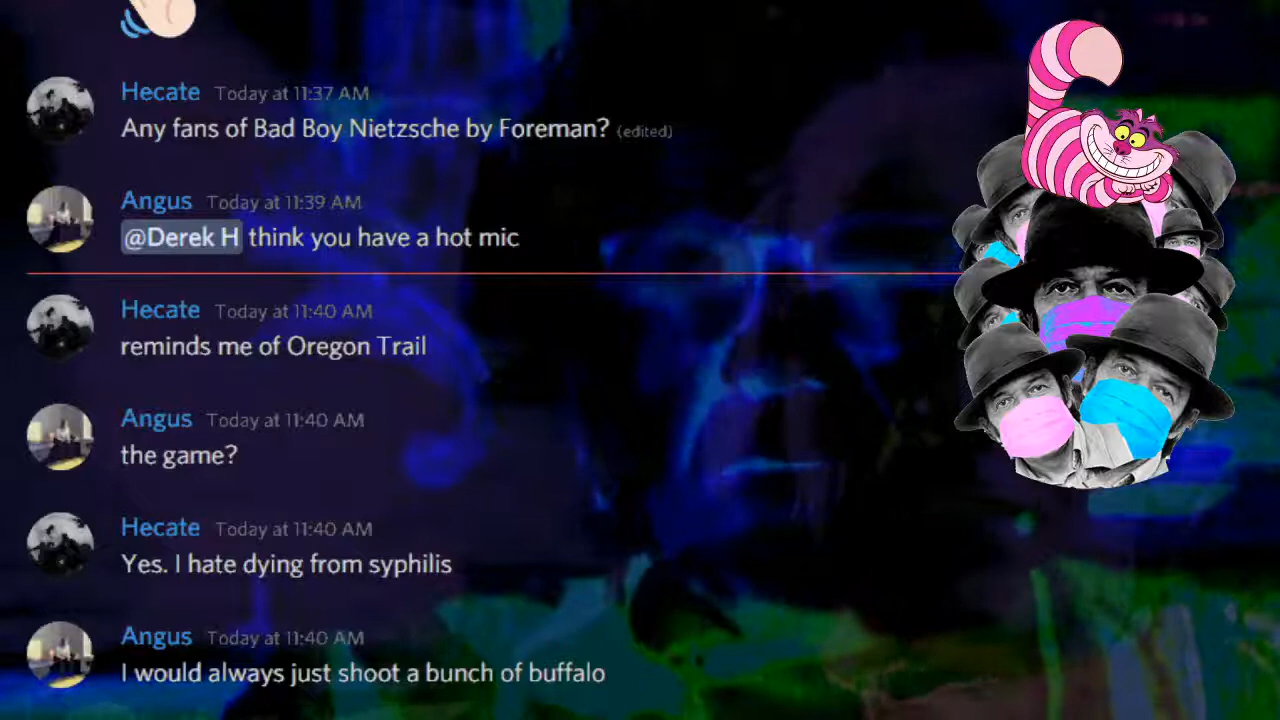 Hecate Today at 11:37 AM
Any fans of Bad Boy Nietzsche by Foreman? (edited)
Angus Today at 11:39 AM
@Derek H think you have a hot mic
Hecate Today at 11:40 AM
reminds me of Oregon Trail
Angus Today at 11:40 AM
the game?
Hecate Today at 11:40 AM
Yes. I hate dying from syphilis
Angus Today at 11:40 AM
I would always just shoot a bunch of buffalo